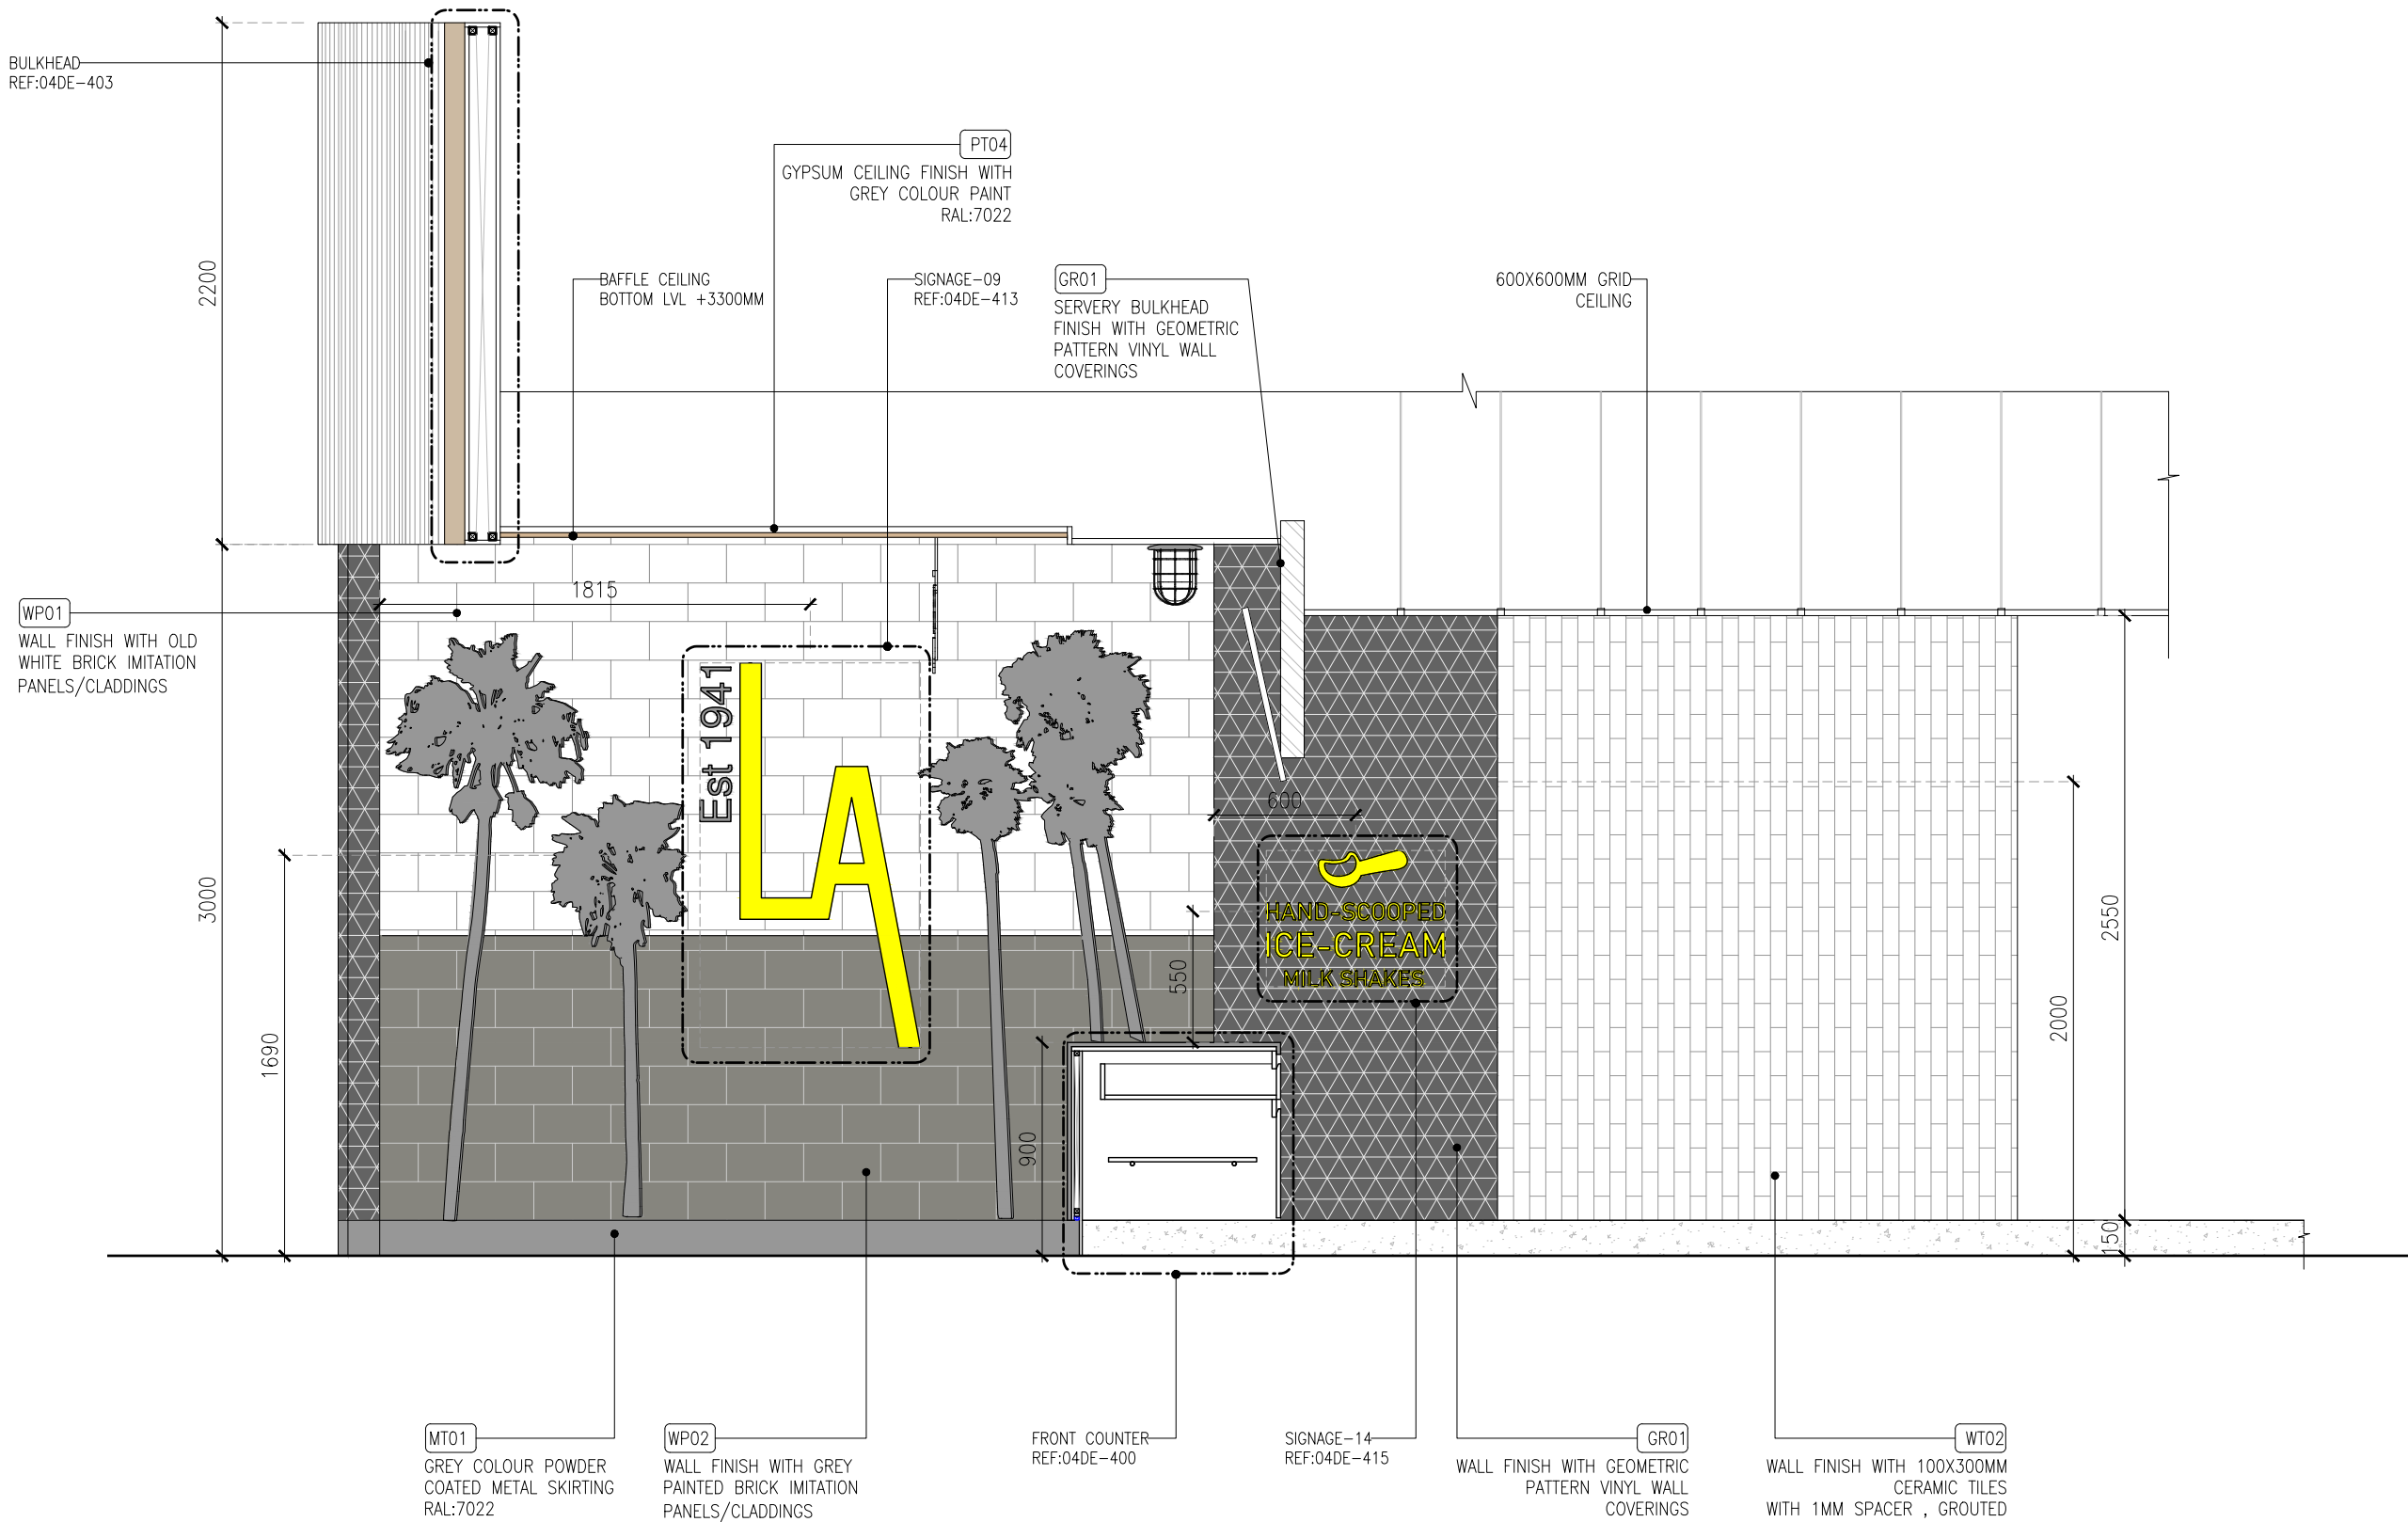 BULKHEAD
REF:04DE-403
2200
PT04
GYPSUM CEILING FINISH WITH
GREY COLOUR PAINT
RAL:7022
BAFFLE CEILING
BOTTOM LVL +3300MM
SIGNAGE-09
REF:04DE-413
GR01
SERVERY BULKHEAD
FINISH WITH GEOMETRIC
PATTERN VINYL WALL
COVERINGS
600X600MM GRID
CEILING
1815
WP01
WALL FINISH WITH OLD
WHITE BRICK IMITATION
PANELS/CLADDINGS
Est 1941
LA
600
HAND-SCOOPED
ICE-CREAM
MILK SHAKES
3000
1690
550
900
2550
2000
150
MT01
GREY COLOUR POWDER
COATED METAL SKIRTING
RAL:7022
WP02
WALL FINISH WITH GREY
PAINTED BRICK IMITATION
PANELS/CLADDINGS
FRONT COUNTER
REF:04DE-400
SIGNAGE-14
REF:04DE-415
GR01
WALL FINISH WITH GEOMETRIC
PATTERN VINYL WALL
COVERINGS
WT02
WALL FINISH WITH 100X300MM
CERAMIC TILES
WITH 1MM SPACER , GROUTED